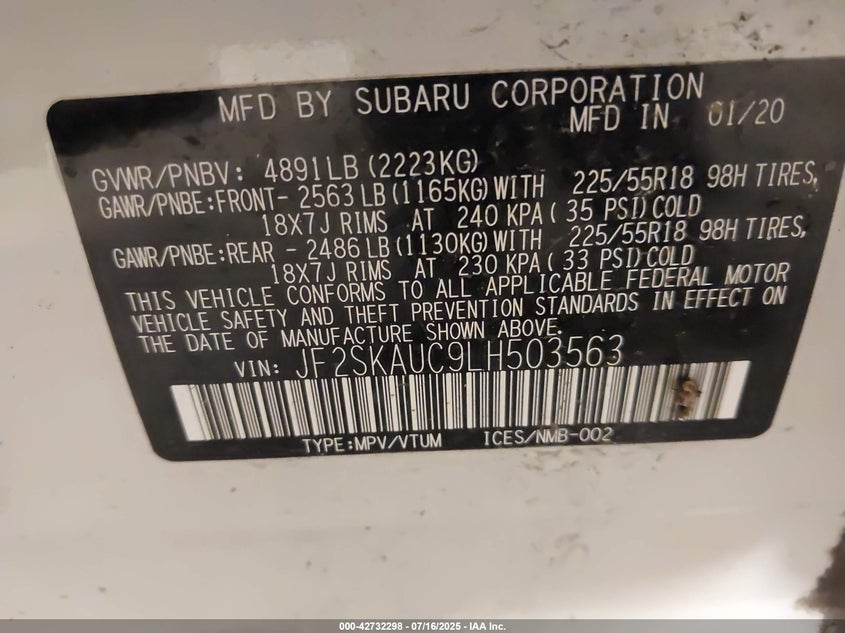 MFD BY SUBARU CORPORATION
MFD IN 01/20
GVWR/PNBV: 4891LB(2223KG)
GAWR/PNBE:FRONT- 2563LB(1165KG)WITH 225/55R18 98H TIRES,
18X7J RIMS AT 240 KPA( 35 PSI)COLD
GAWR/PNBE:REAR - 2486LB(1130KG)WITH 225/55R18 98H TIRES,
18X7J RIMS AT 230 KPA( 33 PSI)COLD
THIS VEHICLE CONFORMS TO ALL APPLICABLE FEDERAL MOTOR
VEHICLE SAFETY AND THEFT PREVENTION STANDARDS IN EFFECT ON
THE DATE OF MANUFACTURE SHOWN ABOVE.
VIN: JF2SKAUC9LH503563
TYPE:MPV/VTUM ICES/NMB-002
000-42732298 - 07/16/2025 - IAA Inc.